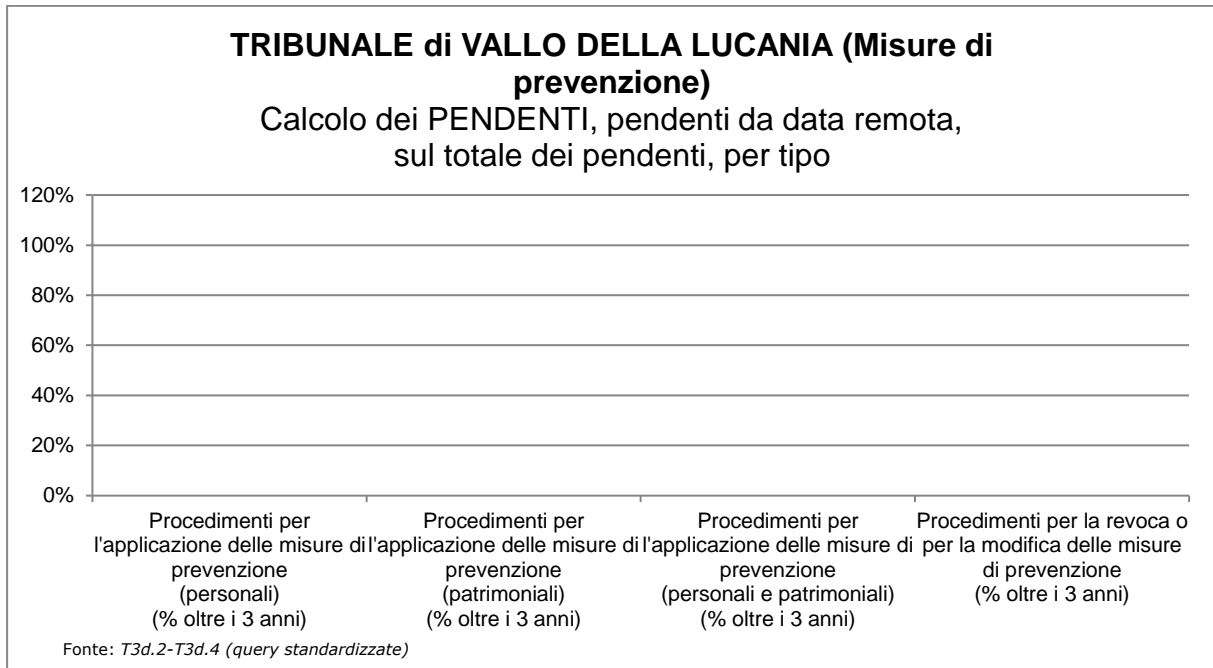 TRIBUNALE di VALLO DELLA LUCANIA (Misure di
prevenzione)
Calcolo dei PENDENTI, pendenti da data remota,
sul totale dei pendenti, per tipo
120%
100%
80%
60%
40%
20%
0%
Procedimenti per
l'applicazione delle misure di
prevenzione
(personali)
(% oltre i 3 anni)
Procedimenti per
l'applicazione delle misure di
prevenzione
(patrimoniali)
(% oltre i 3 anni)
Procedimenti per
l'applicazione delle misure di
prevenzione
(personali e patrimoniali)
(% oltre i 3 anni)
Procedimenti per la revoca o
per la modifica delle misure
di prevenzione
(% oltre i 3 anni)
Fonte: T3d.2-T3d.4 (query standardizzate)